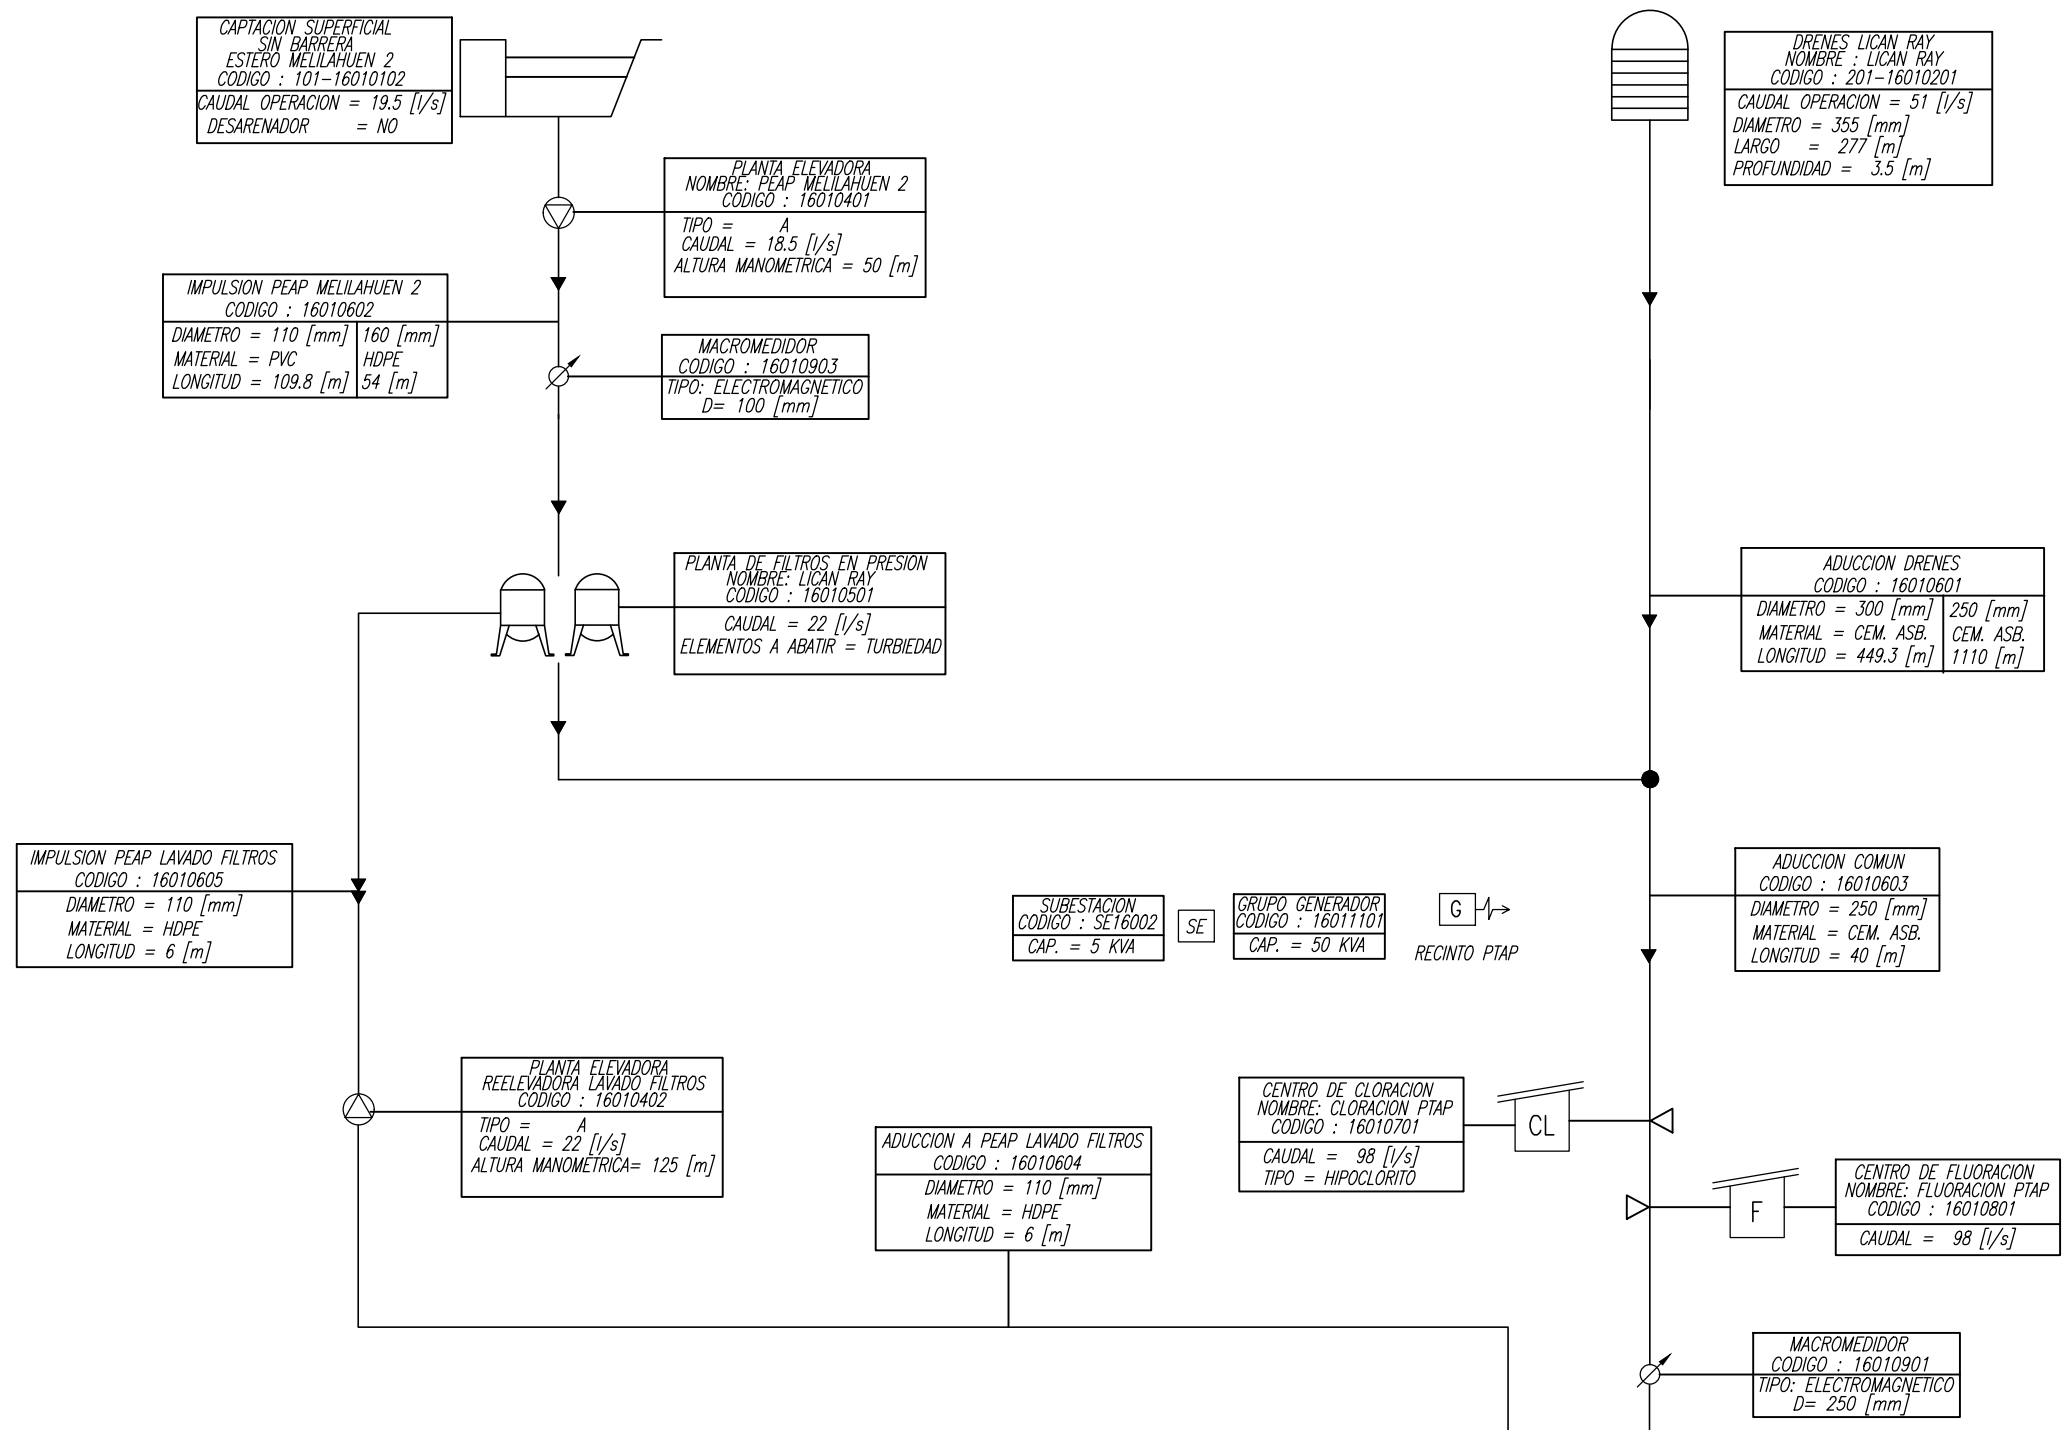 CAPTACION SUPERFICIAL
SIN BARRERA
ESTERO MELILAHUEN 2
CODIGO : 101-16010102
CAUDAL OPERACION = 19.5 [l/s]
DESARENADOR = NO
DRENES LICAN RAY
NOMBRE : LICAN RAY
CODIGO : 201-16010201
CAUDAL OPERACION = 51 [l/s]
DIAMETRO = 355 [mm]
LARGO = 277 [m]
PROFUNDIDAD = 3.5 [m]
PLANTA ELEVADORA
NOMBRE: PEAP MELILAHUEN 2
CODIGO : 16010401
TIPO = A
CAUDAL = 18.5 [l/s]
ALTURA MANOMETRICA = 50 [m]
IMPULSION PEAP MELILAHUEN 2
CODIGO : 16010602
DIAMETRO = 110 [mm] 160 [mm]
MATERIAL = PVC HDPE
LONGITUD = 109.8 [m] 54 [m]
MACROMEDIDOR
CODIGO : 16010903
TIPO: ELECTROMAGNETICO
D= 100 [mm]
PLANTA DE FILTROS EN PRESION
NOMBRE: LICAN RAY
CODIGO : 16010501
CAUDAL = 22 [l/s]
ELEMENTOS A ABATIR = TURBIEDAD
ADUCCION DRENES
CODIGO : 16010601
DIAMETRO = 300 [mm] 250 [mm]
MATERIAL = CEM. ASB. CEM. ASB.
LONGITUD = 449.3 [m] 1110 [m]
IMPULSION PEAP LAVADO FILTROS
CODIGO : 16010605
DIAMETRO = 110 [mm]
MATERIAL = HDPE
LONGITUD = 6 [m]
SUBESTACION
CODIGO : SE16002
CAP. = 5 KVA
SE
GRUPO GENERADOR
CODIGO : 16011101
CAP. = 50 KVA
G
RECINTO PTAP
ADUCCION COMUN
CODIGO : 16010603
DIAMETRO = 250 [mm]
MATERIAL = CEM. ASB.
LONGITUD = 40 [m]
PLANTA ELEVADORA
REELEVADORA LAVADO FILTROS
CODIGO : 16010402
TIPO = A
CAUDAL = 22 [l/s]
ALTURA MANOMETRICA= 125 [m]
ADUCCION A PEAP LAVADO FILTROS
CODIGO : 16010604
DIAMETRO = 110 [mm]
MATERIAL = HDPE
LONGITUD = 6 [m]
CENTRO DE CLORACION
NOMBRE: CLORACION PTAP
CODIGO : 16010701
CAUDAL = 98 [l/s]
TIPO = HIPOCLORITO
CL
F
CENTRO DE FLUORACION
NOMBRE: FLUORACION PTAP
CODIGO : 16010801
CAUDAL = 98 [l/s]
MACROMEDIDOR
CODIGO : 16010901
TIPO: ELECTROMAGNETICO
D= 250 [mm]